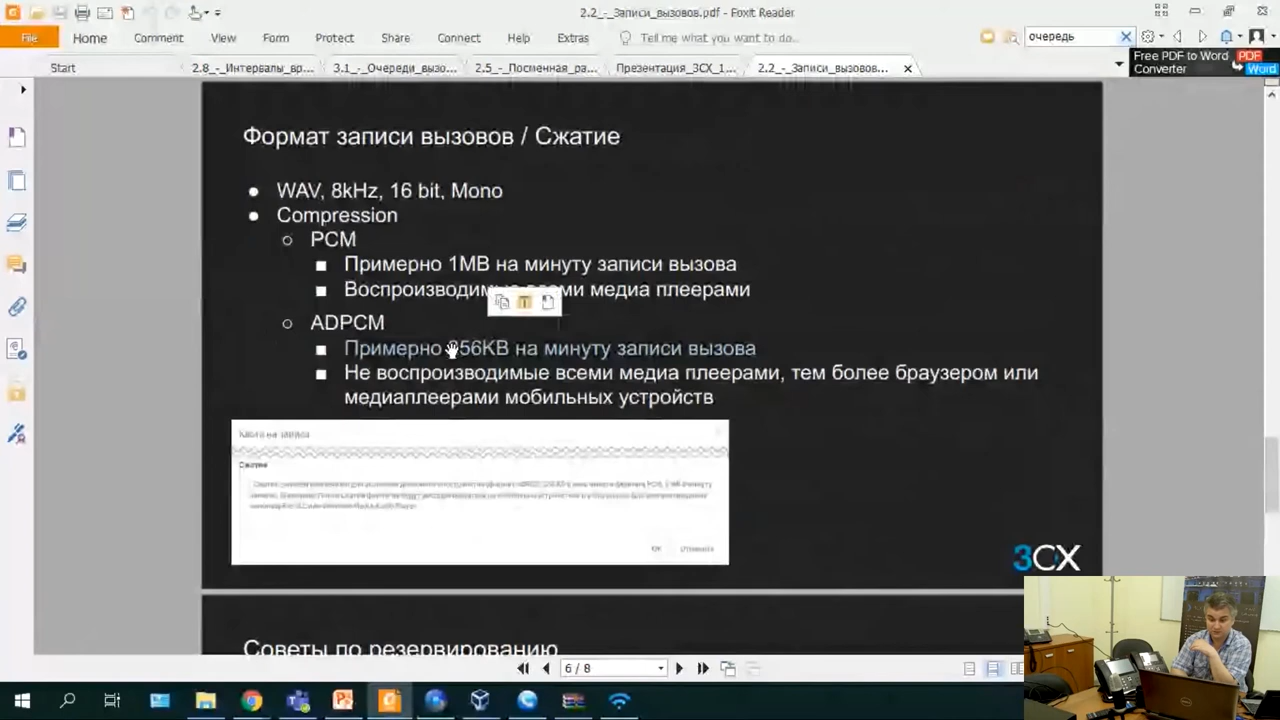 2.2_-_Записи_вызовов.pdf - Foxit Reader
File
Home
Comment
View
Form
Protect
Share
Connect
Help
Extras
Tell me what you want to do...
очередь
Start
2.8_-_Интервалы_вр...
3.1_-_Очереди_вызо...
2.5_-_Посменная_ра...
Презентация_3CX_1...
2.2_-_Записи_вызовов...
Free PDF to Word
Converter
PDF
Word
Формат записи вызовов / Сжатие
WAV, 8kHz, 16 bit, Mono
Compression
PCM
Примерно 1MB на минуту записи вызова
Воспроизводимые всеми медиа плеерами
ADPCM
Примерно 256KB на минуту записи вызова
Не воспроизводимые всеми медиа плеерами, тем более браузером или
медиаплеерами мобильных устройств
Сжатие
OK
3CX
Советы по резервированию
6 / 8